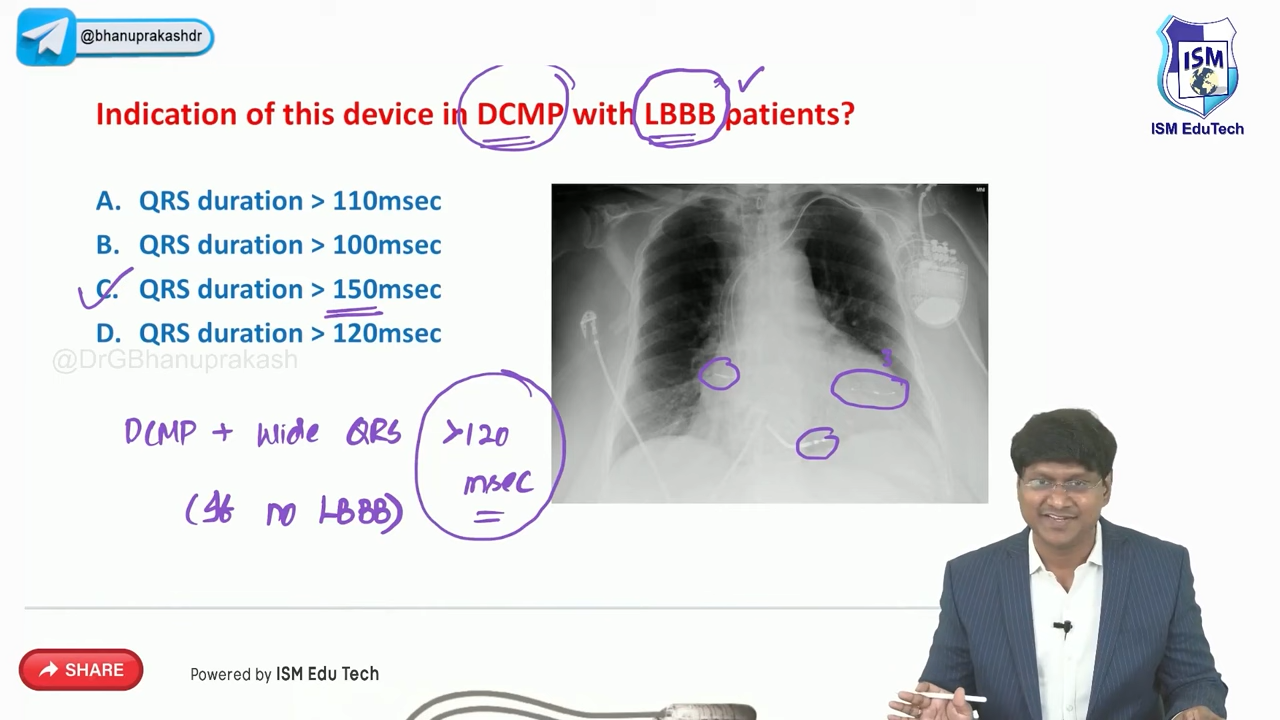 @bhanuprakashdr
ISM
ISM EduTech
Indication of this device in DCMP with LBBB patients?
A. QRS duration > 110msec
B. QRS duration > 100msec
C. QRS duration > 150msec
D. QRS duration > 120msec
@DrGBhanuprakash
DCMP + wide QRS >120 msec
(If no LBBB)
SHARE
Powered by ISM Edu Tech